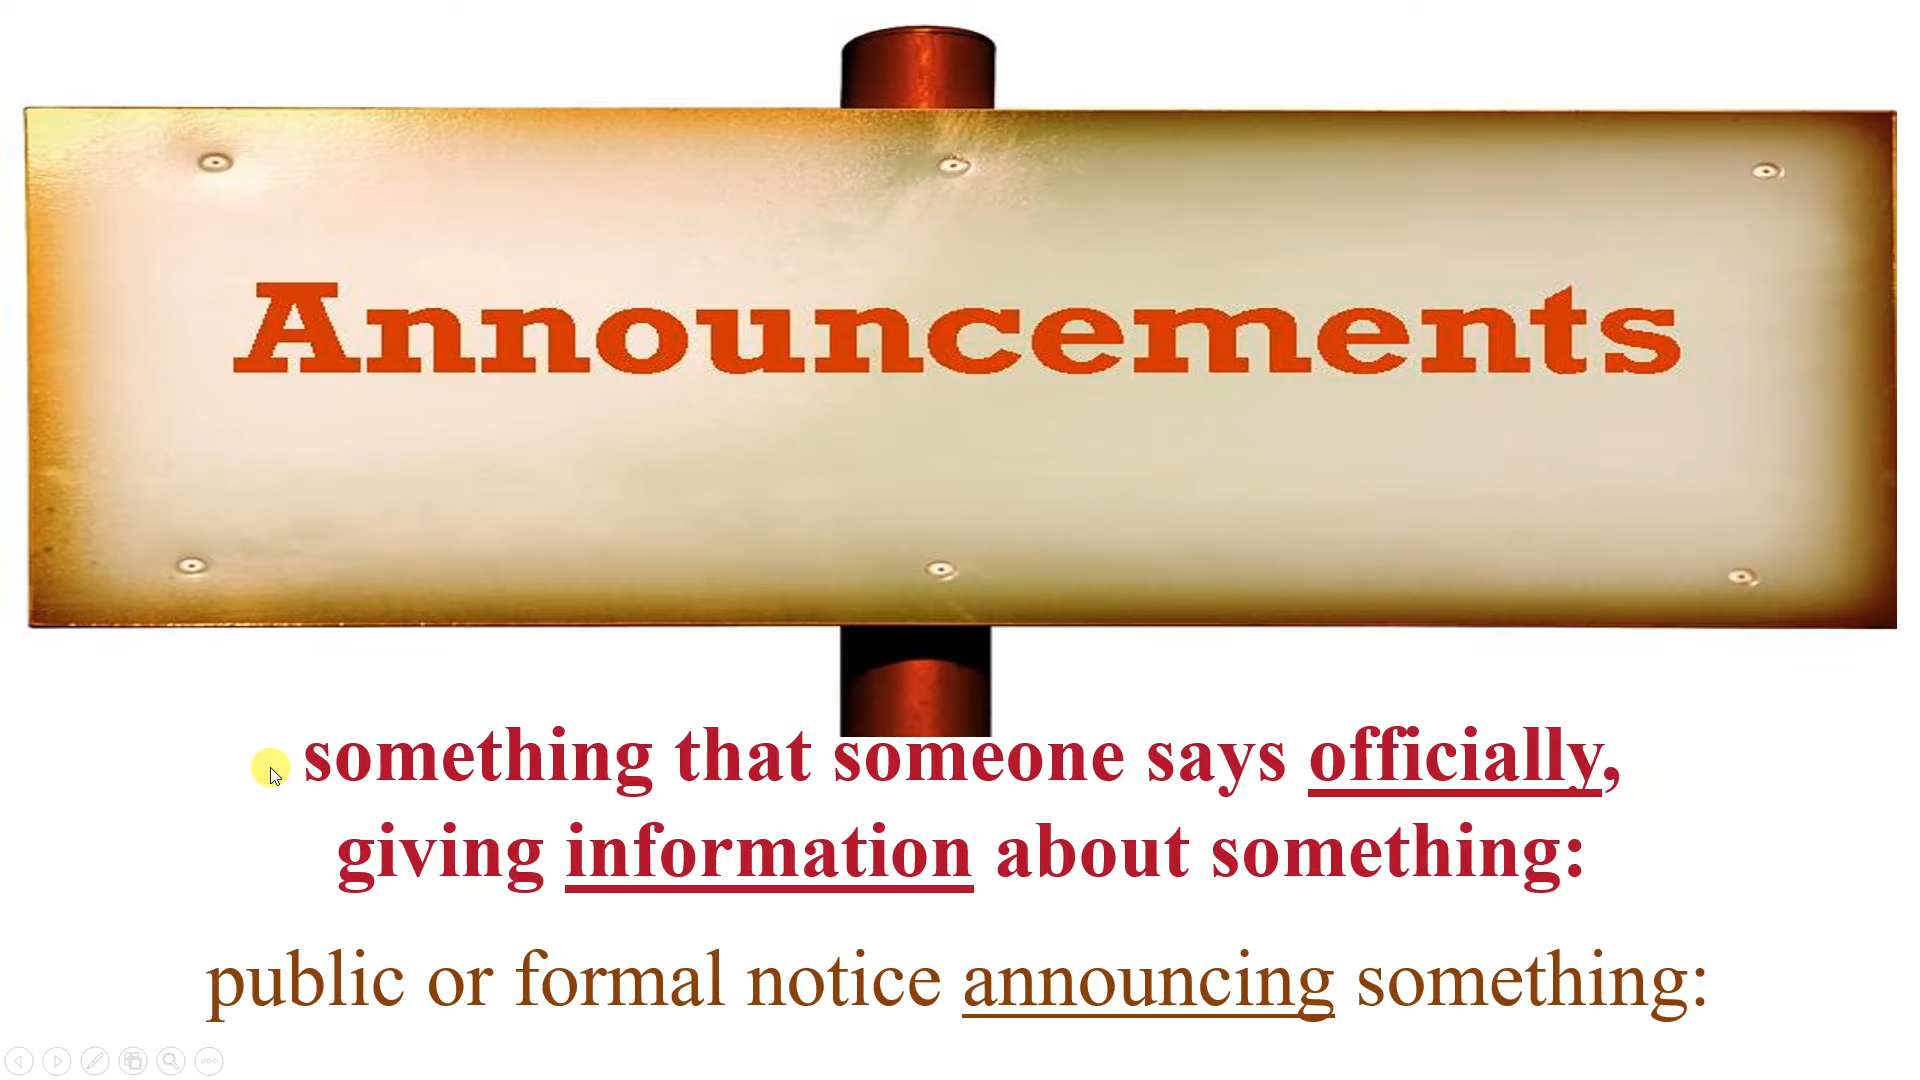 Announcements
something that someone says officially,
giving information about something:
public or formal notice announcing something: